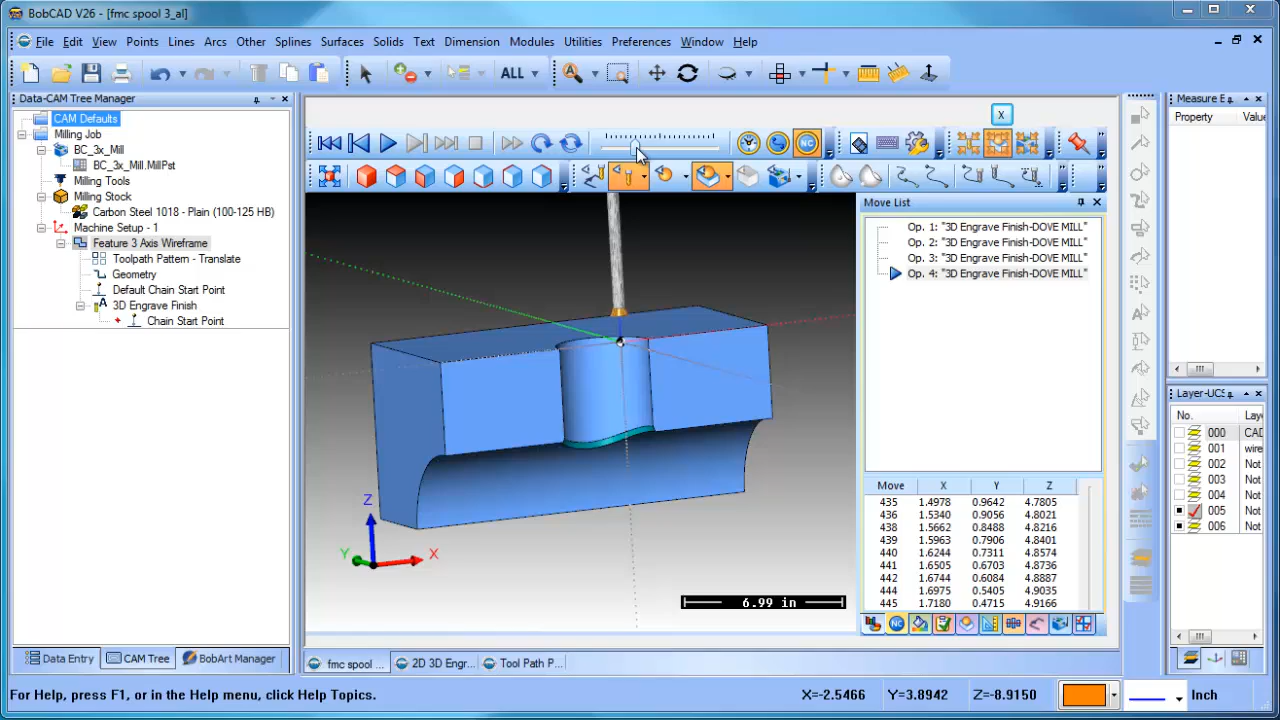 BobCAD V26 - [fmc spool 3_al]
File Edit View Points Lines Arcs Other Splines Surfaces Solids Text Dimension Modules Utilities Preferences Window Help
ALL
Data-CAM Tree Manager
CAM Defaults
Milling Job
BC_3x_Mill
BC_3x_Mill.MillPst
Milling Tools
Milling Stock
Carbon Steel 1018 - Plain (100-125 HB)
Machine Setup - 1
Feature 3 Axis Wireframe
Toolpath Pattern - Translate
Geometry
Default Chain Start Point
3D Engrave Finish
Chain Start Point
Data Entry CAM Tree BobArt Manager
X
NC
Z
Y
X
6.99 in
Move List
Op. 1: "3D Engrave Finish-DOVE MILL"
Op. 2: "3D Engrave Finish-DOVE MILL"
Op. 3: "3D Engrave Finish-DOVE MILL"
Op. 4: "3D Engrave Finish-DOVE MILL"
Move X Y Z
435 1.4978 0.9642 4.7805
436 1.5340 0.9056 4.8021
438 1.5662 0.8488 4.8216
439 1.5963 0.7906 4.8401
440 1.6244 0.7311 4.8574
441 1.6505 0.6703 4.8736
442 1.6744 0.6084 4.8887
444 1.6975 0.5405 4.9035
445 1.7180 0.4715 4.9166
NC
fmc spool ... 2D 3D Engr... Tool Path P...
Measure E
Property Value
Layer-UCS
No. Laye
000 CAD
001 wire
002 Not
003 Not
004 Not
005 Not
006 Not
For Help, press F1, or in the Help menu, click Help Topics.
X=-2.5466 Y=3.8942 Z=-8.9150 Inch